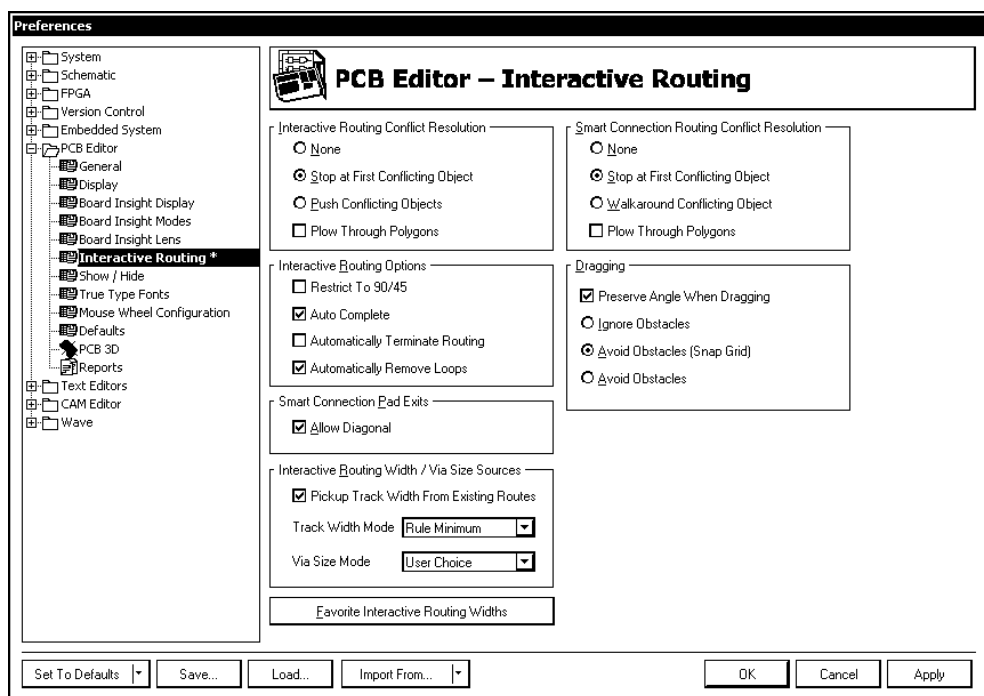 Preferences
System
Schematic
FPGA
Version Control
Embedded System
PCB Editor
General
Display
Board Insight Display
Board Insight Modes
Board Insight Lens
Interactive Routing *
Show / Hide
True Type Fonts
Mouse Wheel Configuration
Defaults
PCB 3D
Reports
Text Editors
CAM Editor
Wave
PCB Editor – Interactive Routing
Interactive Routing Conflict Resolution
None
Stop at First Conflicting Object
Push Conflicting Objects
Plow Through Polygons
Smart Connection Routing Conflict Resolution
None
Stop at First Conflicting Object
Walkaround Conflicting Object
Plow Through Polygons
Interactive Routing Options
Restrict To 90/45
Auto Complete
Automatically Terminate Routing
Automatically Remove Loops
Dragging
Preserve Angle When Dragging
Ignore Obstacles
Avoid Obstacles (Snap Grid)
Avoid Obstacles
Smart Connection Pad Exits
Allow Diagonal
Interactive Routing Width / Via Size Sources
Pickup Track Width From Existing Routes
Track Width Mode Rule Minimum
Via Size Mode User Choice
Favorite Interactive Routing Widths
Set To Defaults Save... Load... Import From... OK Cancel Apply